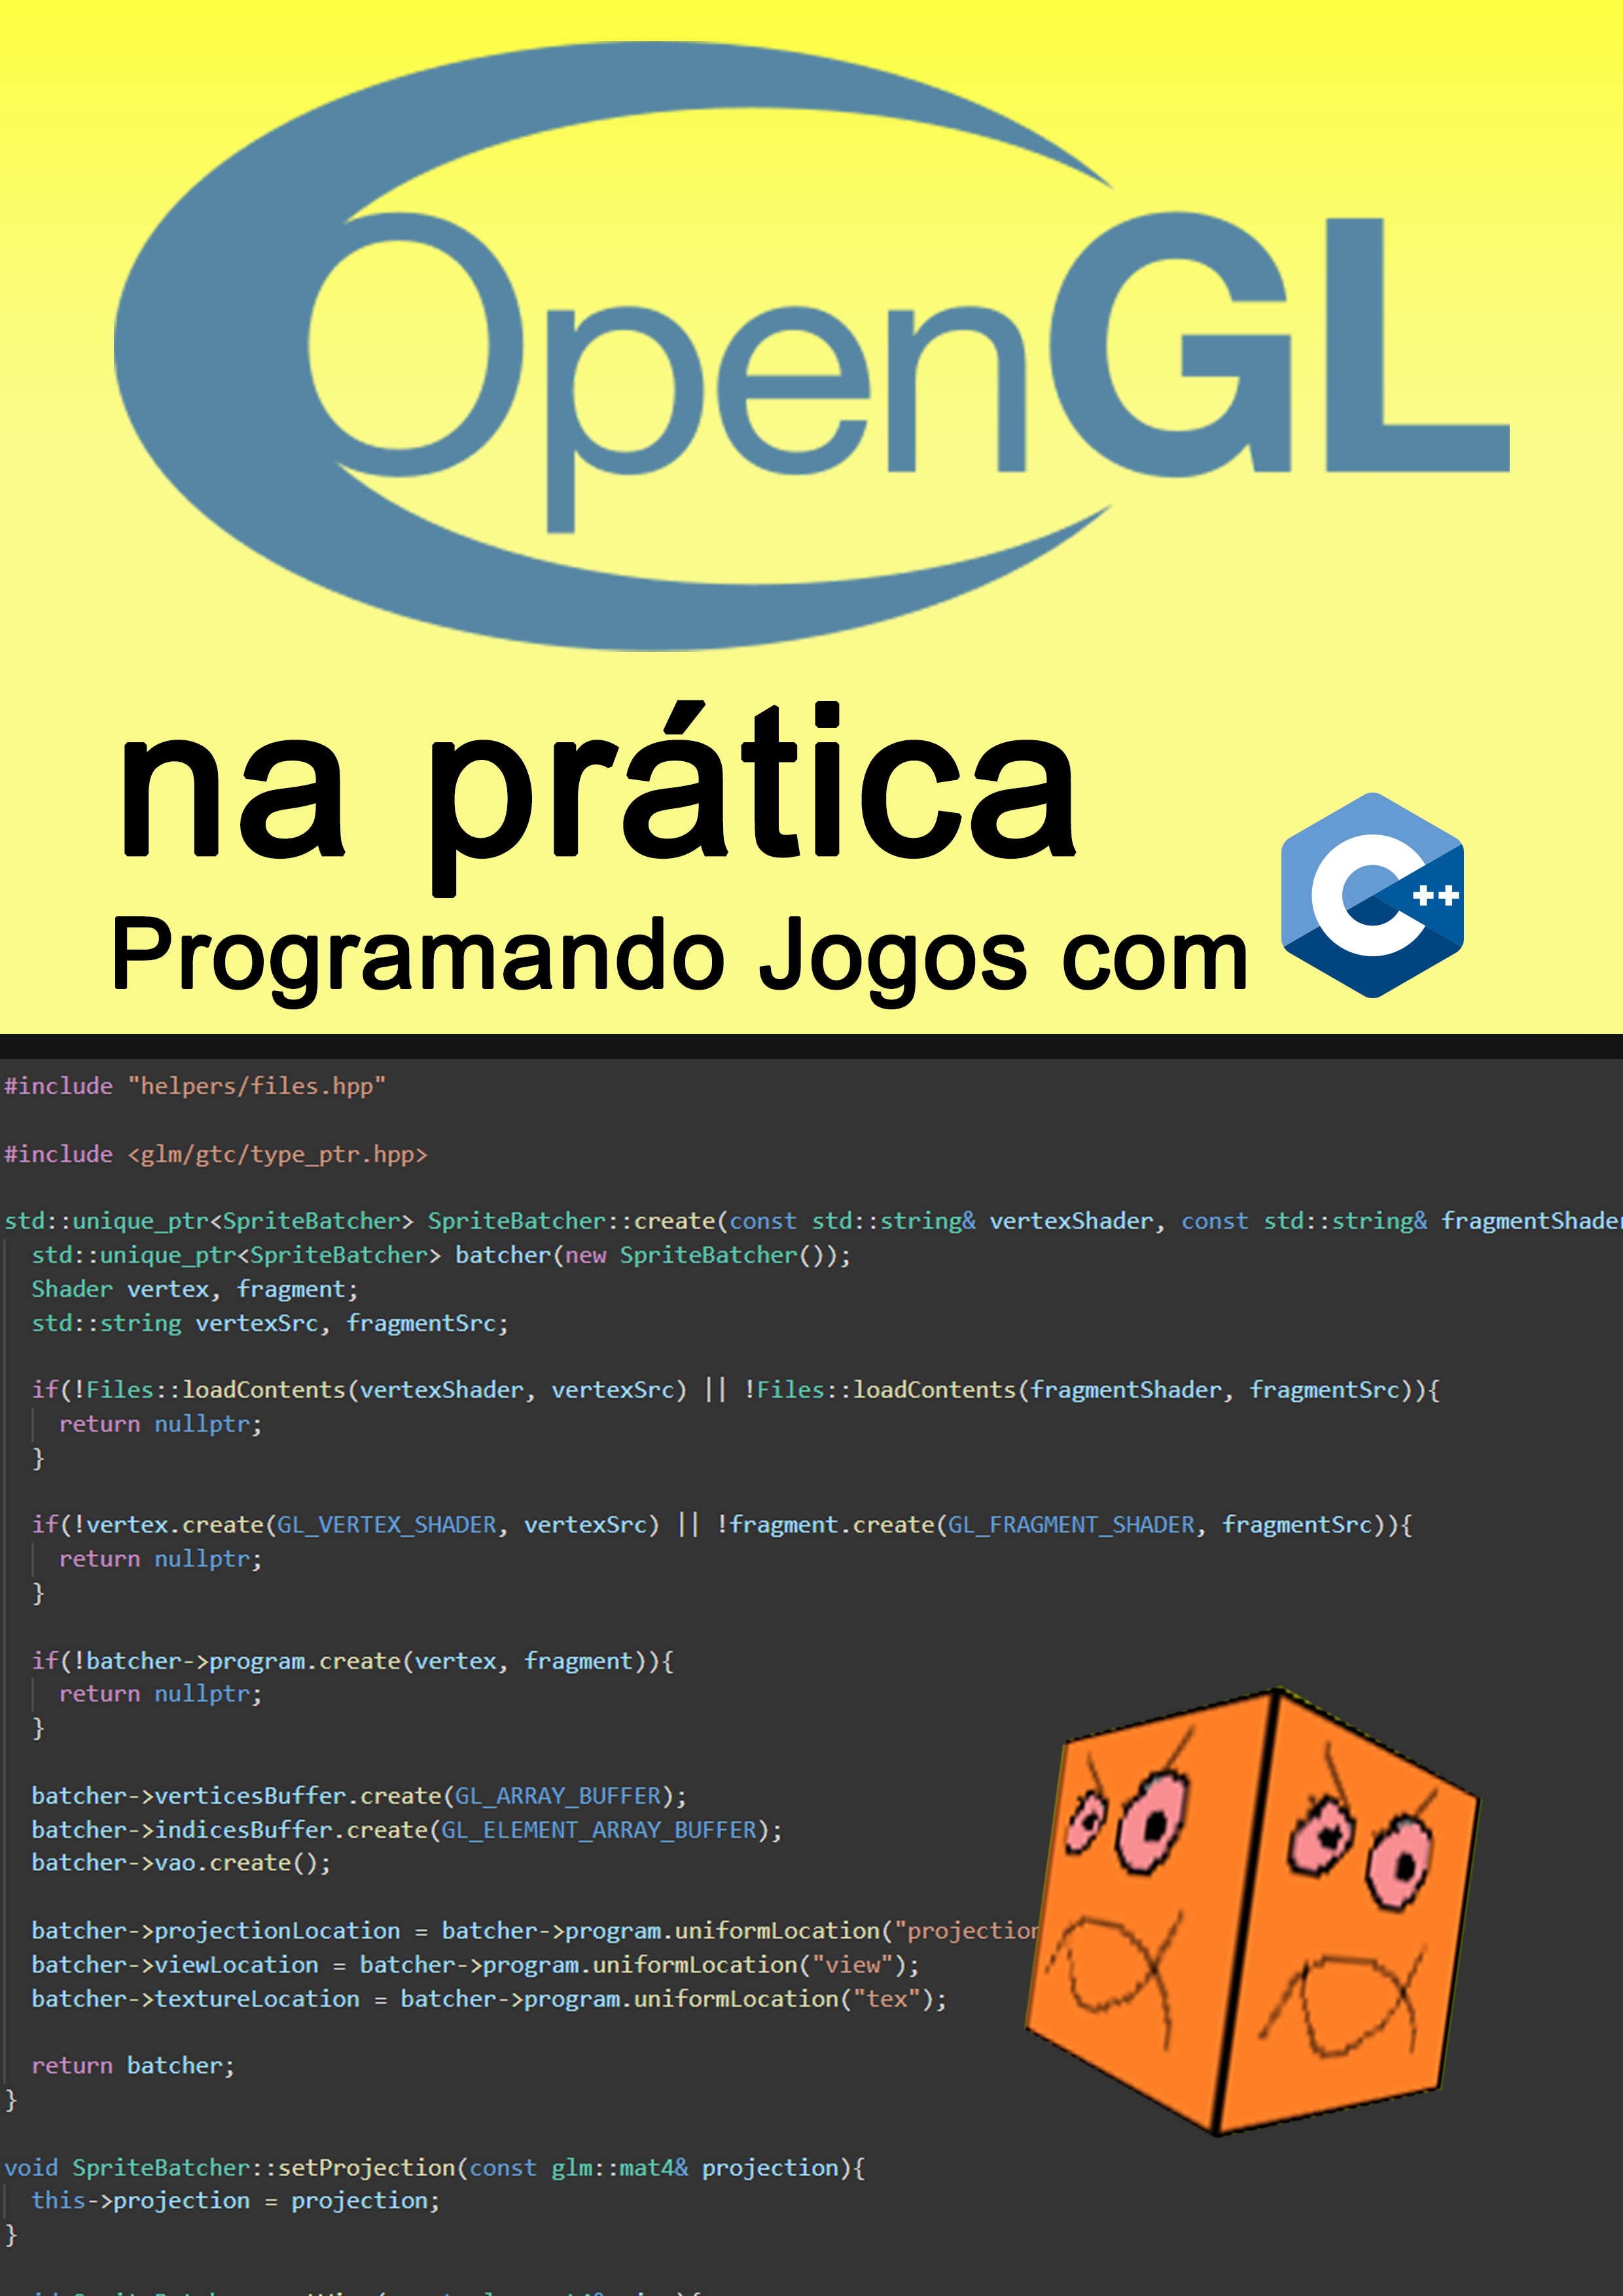 OpenGL
na prática
Programando Jogos com C++
#include "helpers/files.hpp"
#include <glm/gtc/type_ptr.hpp>
std::unique_ptr<SpriteBatcher> SpriteBatcher::create(const std::string& vertexShader, const std::string& fragmentShader
std::unique_ptr<SpriteBatcher> batcher(new SpriteBatcher());
Shader vertex, fragment;
std::string vertexSrc, fragmentSrc;
if(!Files::loadContents(vertexShader, vertexSrc) || !Files::loadContents(fragmentShader, fragmentSrc)){
return nullptr;
}
if(!vertex.create(GL_VERTEX_SHADER, vertexSrc) || !fragment.create(GL_FRAGMENT_SHADER, fragmentSrc)){
return nullptr;
}
if(!batcher->program.create(vertex, fragment)){
return nullptr;
}
batcher->verticesBuffer.create(GL_ARRAY_BUFFER);
batcher->indicesBuffer.create(GL_ELEMENT_ARRAY_BUFFER);
batcher->vao.create();
batcher->projectionLocation = batcher->program.uniformLocation("projection
batcher->viewLocation = batcher->program.uniformLocation("view");
batcher->textureLocation = batcher->program.uniformLocation("tex");
return batcher;
}
void SpriteBatcher::setProjection(const glm::mat4& projection){
this->projection = projection;
}